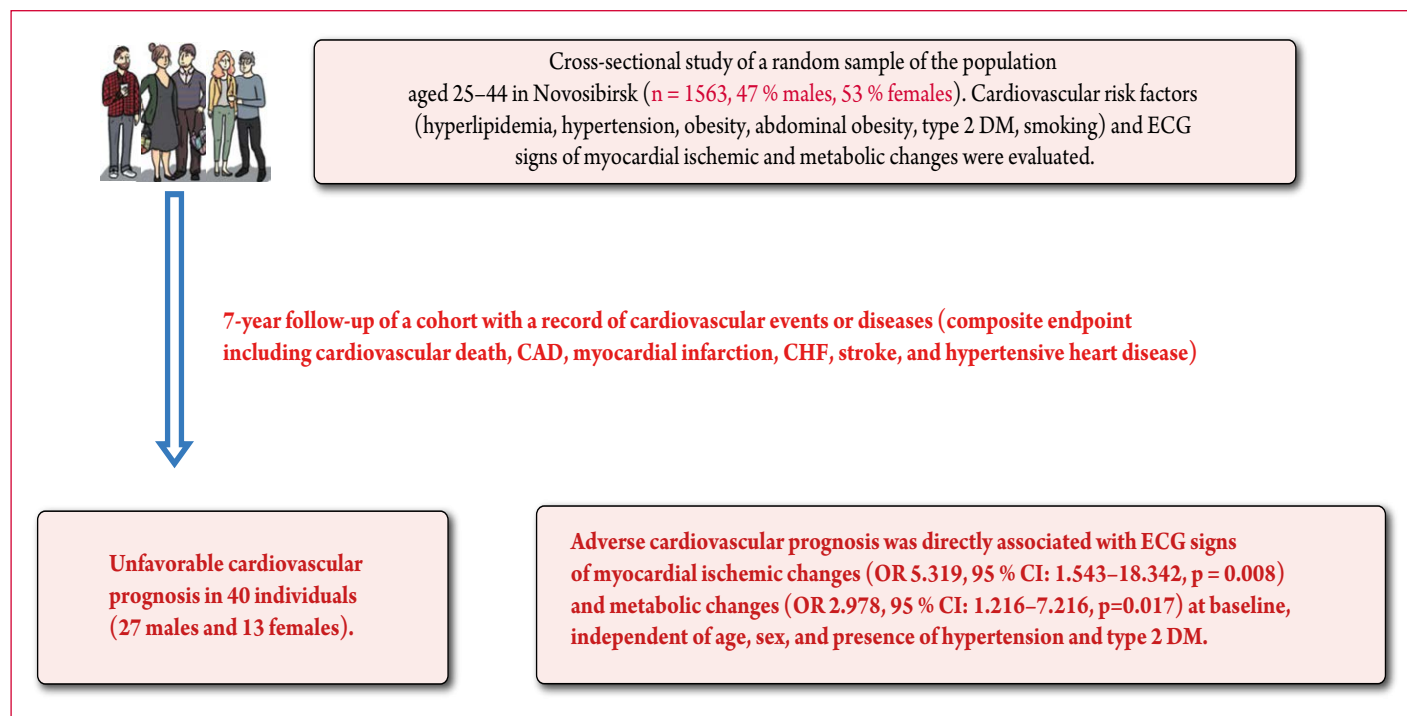 Cross-sectional study of a random sample of the population
aged 25–44 in Novosibirsk (n = 1563, 47 % males, 53 % females). Cardiovascular risk factors
(hyperlipidemia, hypertension, obesity, abdominal obesity, type 2 DM, smoking) and ECG
signs of myocardial ischemic and metabolic changes were evaluated.
7-year follow-up of a cohort with a record of cardiovascular events or diseases (composite endpoint
including cardiovascular death, CAD, myocardial infarction, CHF, stroke, and hypertensive heart disease)
Unfavorable cardiovascular
prognosis in 40 individuals
(27 males and 13 females).
Adverse cardiovascular prognosis was directly associated with ECG signs
of myocardial ischemic changes (OR 5.319, 95 % CI: 1.543–18.342, p = 0.008)
and metabolic changes (OR 2.978, 95 % CI: 1.216–7.216, p=0.017) at baseline,
independent of age, sex, and presence of hypertension and type 2 DM.